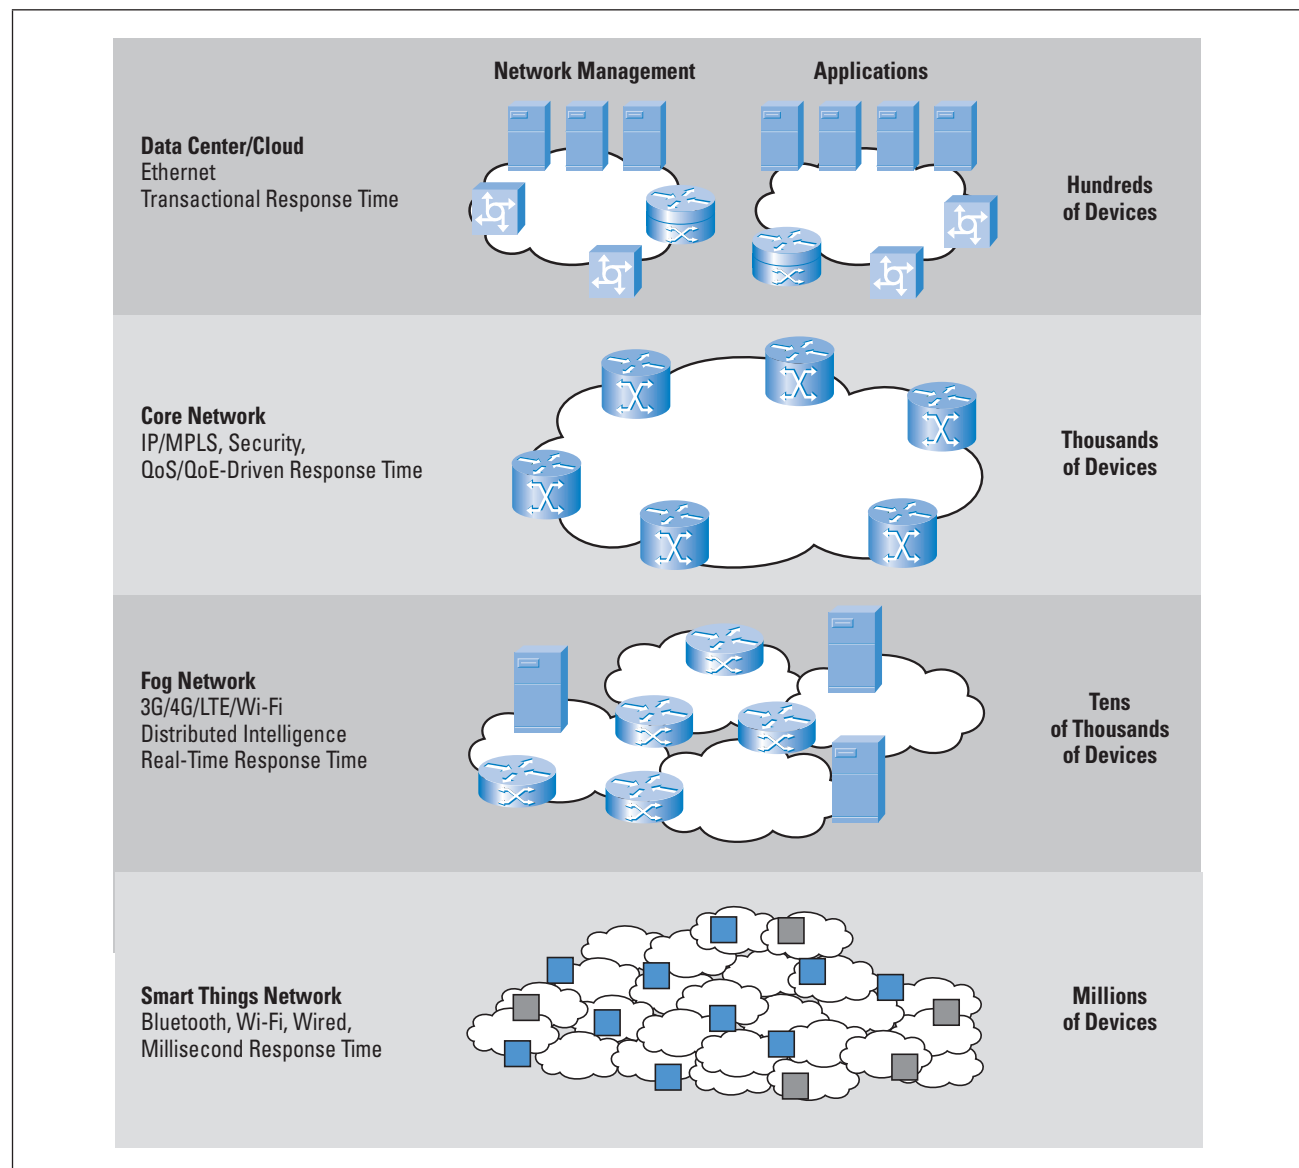 Network Management
Applications
Data Center/Cloud
Ethernet
Transactional Response Time
Hundreds
of Devices
Core Network
IP/MPLS, Security,
QoS/QoE-Driven Response Time
Thousands
of Devices
Fog Network
3G/4G/LTE/Wi-Fi
Distributed Intelligence
Real-Time Response Time
Tens
of Thousands
of Devices
Smart Things Network
Bluetooth, Wi-Fi, Wired,
Millisecond Response Time
Millions
of Devices